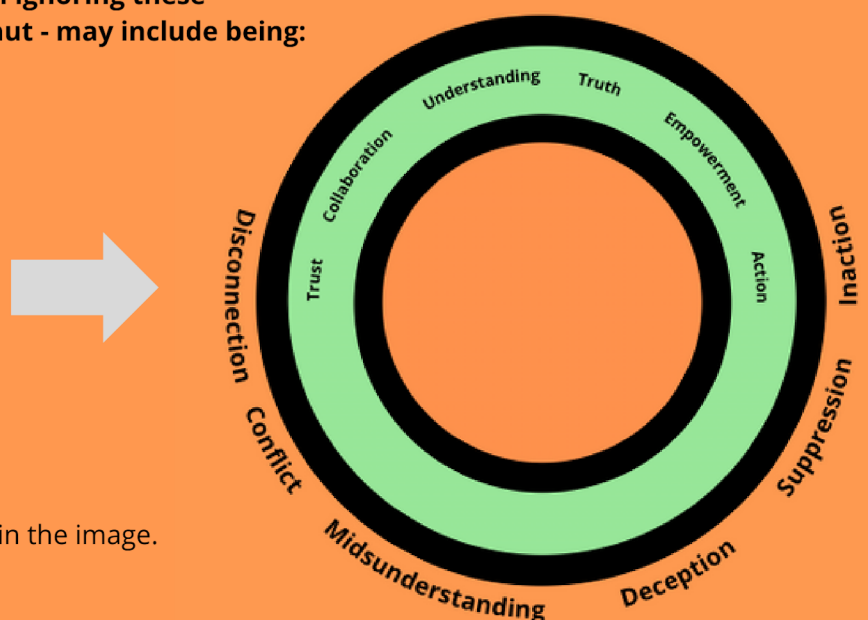 ignoring these
nut - may include being:
Understanding
Truth
Collaboration
Empowerment
Trust
Action
Disconnection
Inaction
Conflict
Suppression
Midsunderstanding
Deception
in the image.